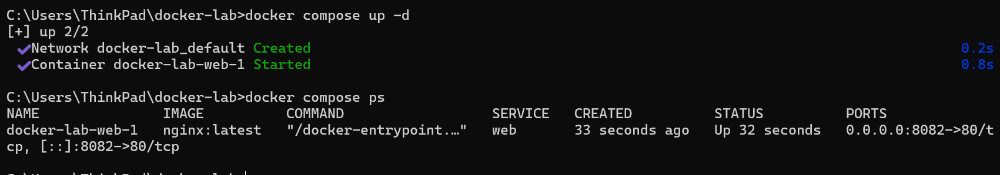 C:\Users\ThinkPad\docker-lab>docker compose up -d
[+] up 2/2
✔Network docker-lab_default Created 0.2s
✔Container docker-lab-web-1 Started 0.8s
C:\Users\ThinkPad\docker-lab>docker compose ps
NAME IMAGE COMMAND SERVICE CREATED STATUS PORTS
docker-lab-web-1 nginx:latest "/docker-entrypoint.…" web 33 seconds ago Up 32 seconds 0.0.0.0:8082->80/t
cp, [::]:8082->80/tcp